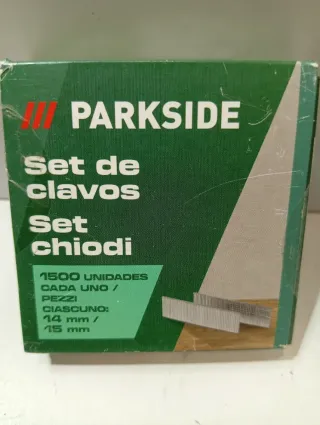 PARKSIDE
Set de
clavos
Set
chiodi
1500 UNIDADES
CADA UNO /
PEZZI
CIASCUNO:
14 mm /
15 mm